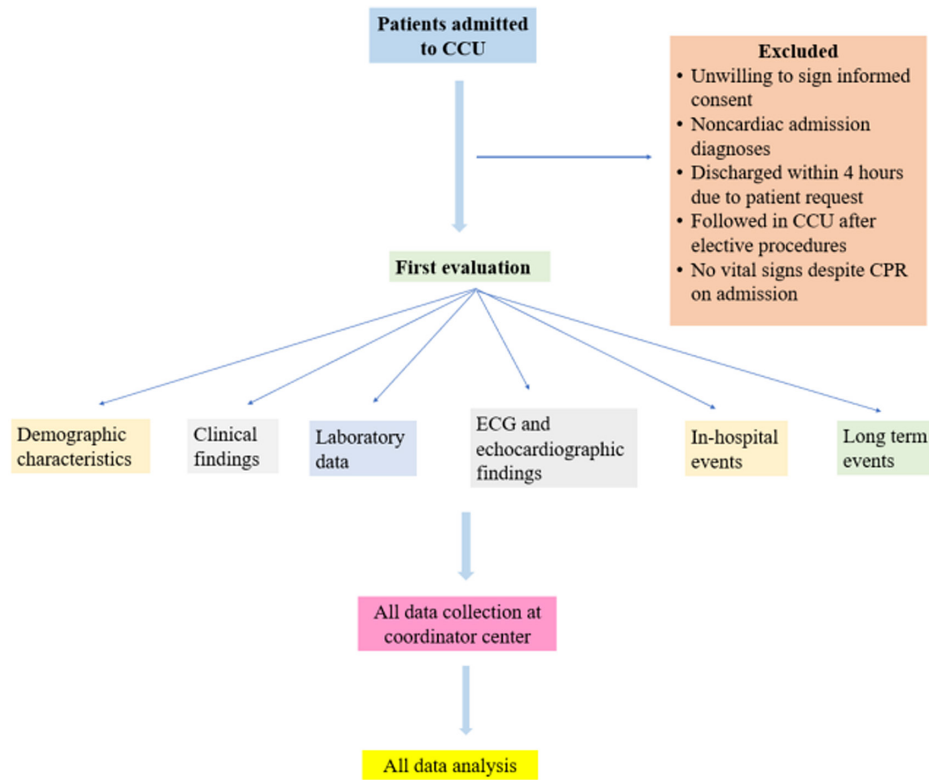 Patients admitted
to CCU
Excluded
• Unwilling to sign informed
consent
• Noncardiac admission
diagnoses
• Discharged within 4 hours
due to patient request
• Followed in CCU after
elective procedures
• No vital signs despite CPR
on admission
First evaluation
Demographic
characteristics
Clinical
findings
Laboratory
data
ECG and
echocardiographic
findings
In-hospital
events
Long term
events
All data collection at
coordinator center
All data analysis